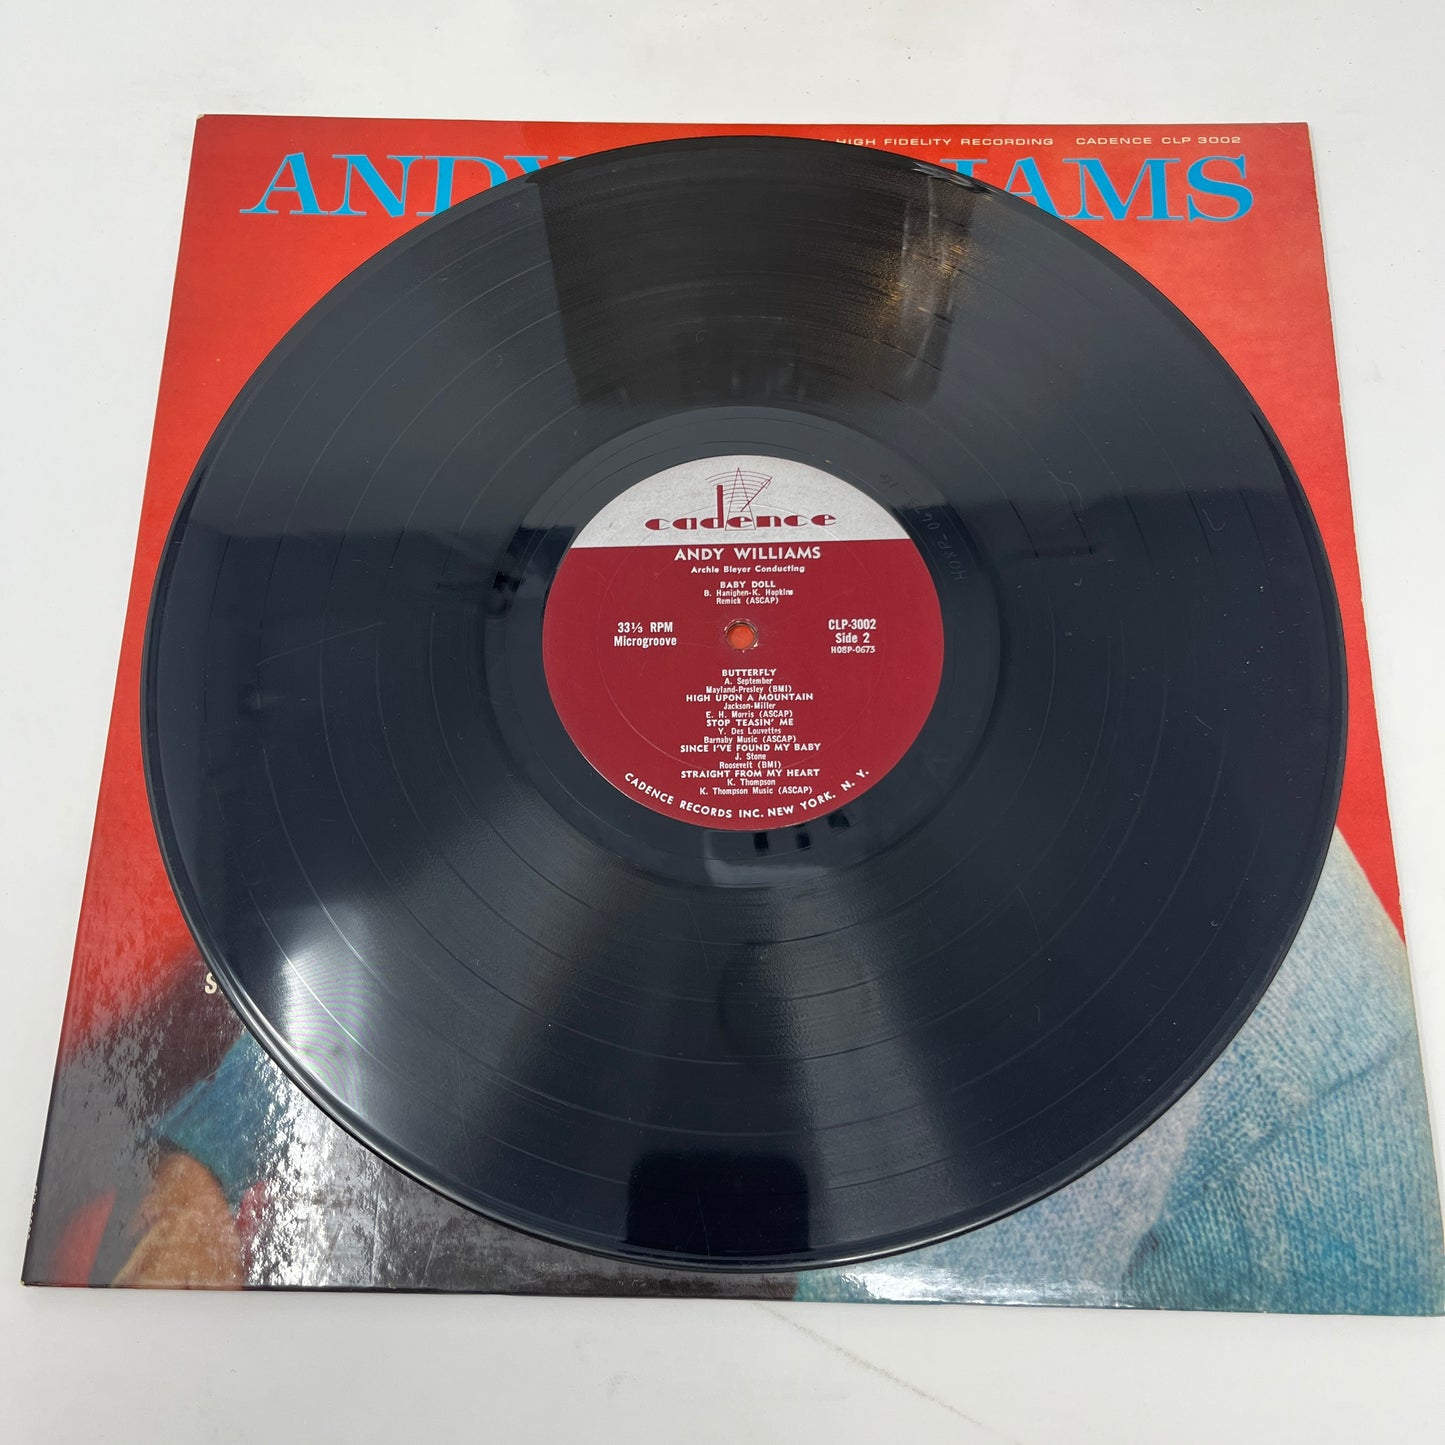 HIGH FIDELITY RECORDING CADENCE CLP 3002
ANDY WILLIAMS
cadence
ANDY WILLIAMS
Archie Bleyer Conducting
BABY DOLL
B. Hanighen-K. Hopkins
Remick (ASCAP)
33⅓ RPM
Microgroove
CLP-3002
Side 2
H08P-0673
BUTTERFLY
A. September
Mayland-Presley (BMI)
HIGH UPON A MOUNTAIN
Jackson-Miller
E. H. Morris (ASCAP)
STOP TEASIN' ME
Y. Des Louvettes
Barnaby Music (ASCAP)
SINCE I'VE FOUND MY BABY
J. Stone
Roosevelt (BMI)
STRAIGHT FROM MY HEART
K. Thompson
K. Thompson Music (ASCAP)
CADENCE RECORDS INC. NEW YORK, N. Y.